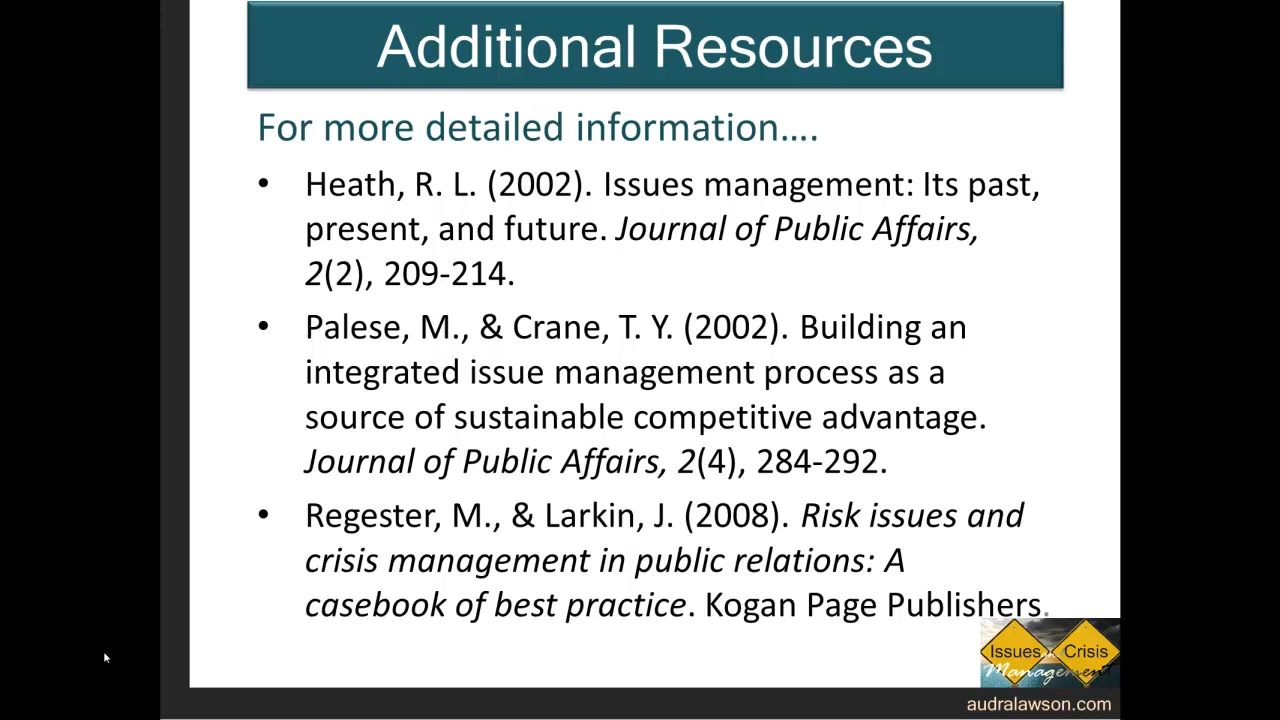 Additional Resources
For more detailed information….
• Heath, R. L. (2002). Issues management: Its past,
present, and future. Journal of Public Affairs,
2(2), 209-214.
• Palese, M., & Crane, T. Y. (2002). Building an
integrated issue management process as a
source of sustainable competitive advantage.
Journal of Public Affairs, 2(4), 284-292.
• Regester, M., & Larkin, J. (2008). Risk issues and
crisis management in public relations: A
casebook of best practice. Kogan Page Publishers.
Issues Crisis
Management
audralawson.com